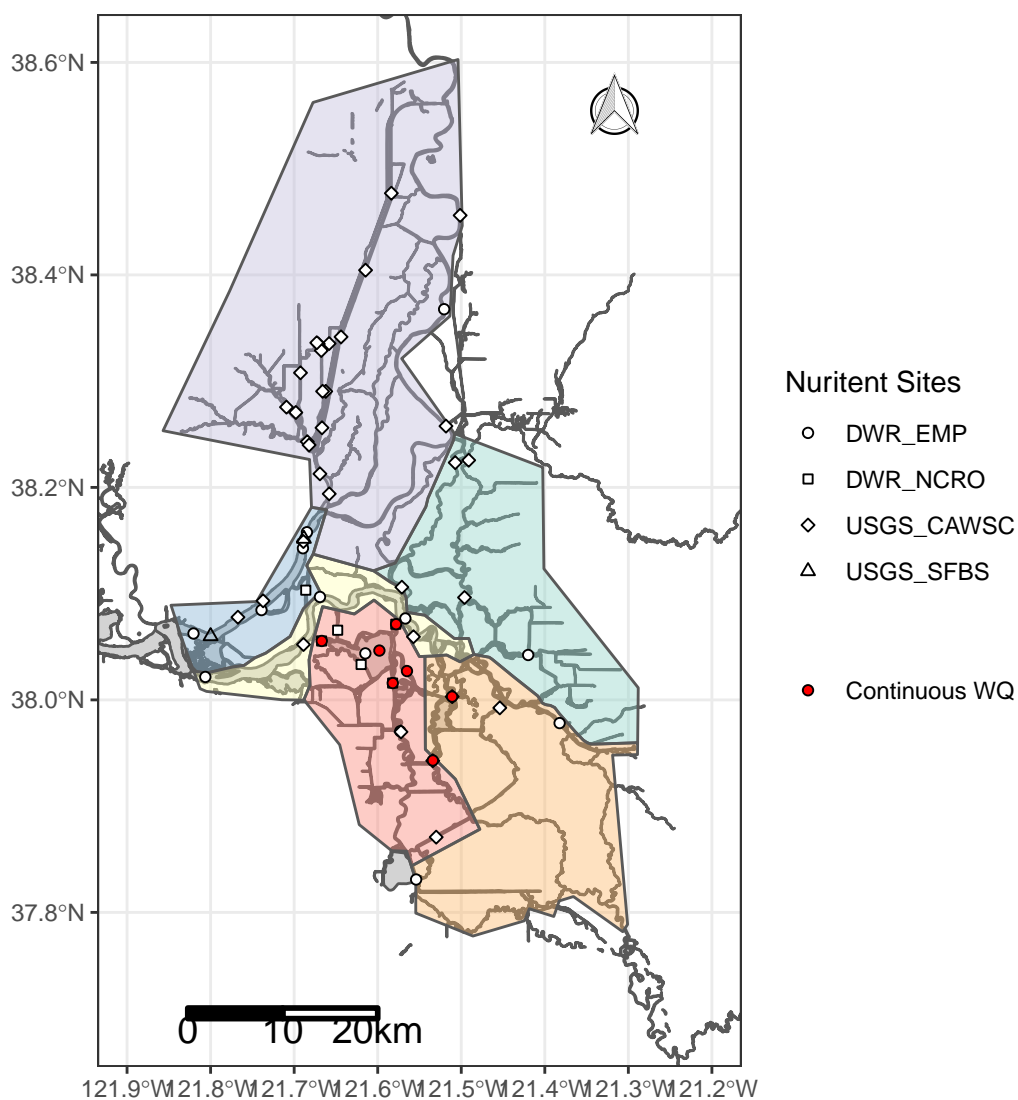 38.6°N
38.4°N
38.2°N
38.0°N
37.8°N
0 10 20km
121.9°W 121.8°W 121.7°W 121.6°W 121.5°W 121.4°W 121.3°W 121.2°W
Nuritent Sites
DWR_EMP
DWR_NCRO
USGS_CAWSC
USGS_SFBS
Continuous WQ